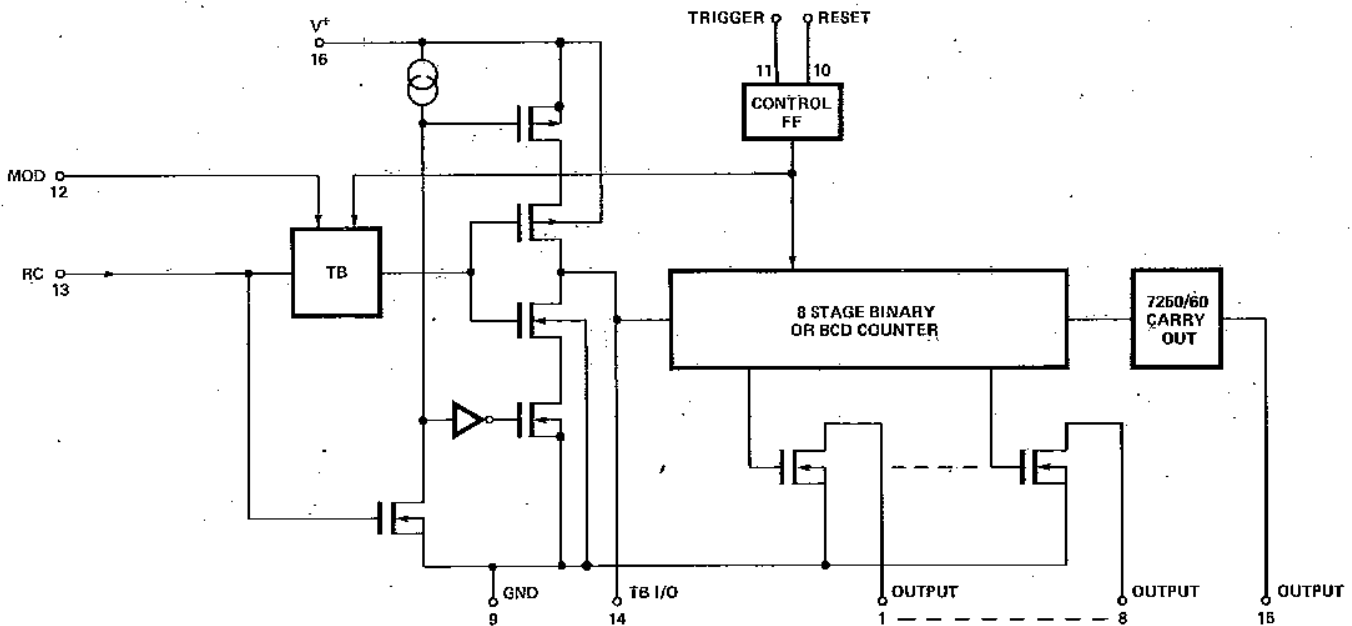 TRIGGER
RESET
V+
16
11
10
CONTROL
FF
MOD
12
RC
13
TB
8 STAGE BINARY
OR BCD COUNTER
7250/60
CARRY
OUT
GND
9
TB I/O
14
OUTPUT
1
OUTPUT
8
OUTPUT
15